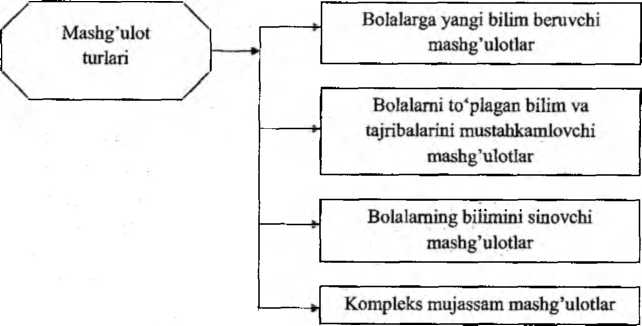 Mashg'ulot
turlari
Bolalarga yangi bilim beruvchi
mashg'ulotlar
Bolalarni to‘plagan bilim va
tajribalarini mustahkamlovchi
mashg'ulotlar
Bolalarning bilimini sinovchi
mashg'ulotlar
Kompleks mujassam mashg'ulotlar